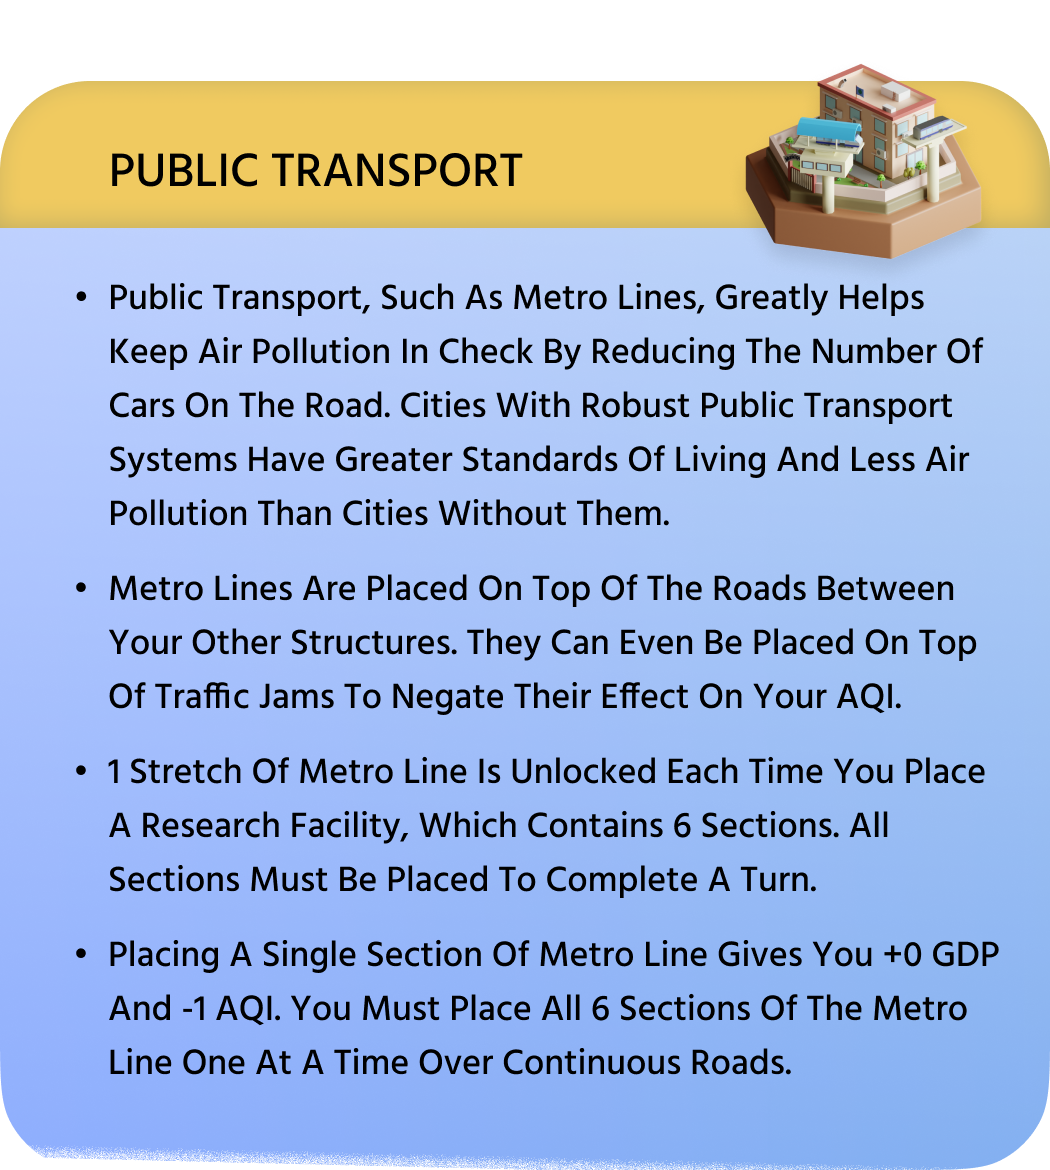 PUBLIC TRANSPORT
• Public Transport, Such As Metro Lines, Greatly Helps
Keep Air Pollution In Check By Reducing The Number Of
Cars On The Road. Cities With Robust Public Transport
Systems Have Greater Standards Of Living And Less Air
Pollution Than Cities Without Them.
• Metro Lines Are Placed On Top Of The Roads Between
Your Other Structures. They Can Even Be Placed On Top
Of Traffic Jams To Negate Their Effect On Your AQI.
• 1 Stretch Of Metro Line Is Unlocked Each Time You Place
A Research Facility, Which Contains 6 Sections. All
Sections Must Be Placed To Complete A Turn.
• Placing A Single Section Of Metro Line Gives You +0 GDP
And -1 AQI. You Must Place All 6 Sections Of The Metro
Line One At A Time Over Continuous Roads.